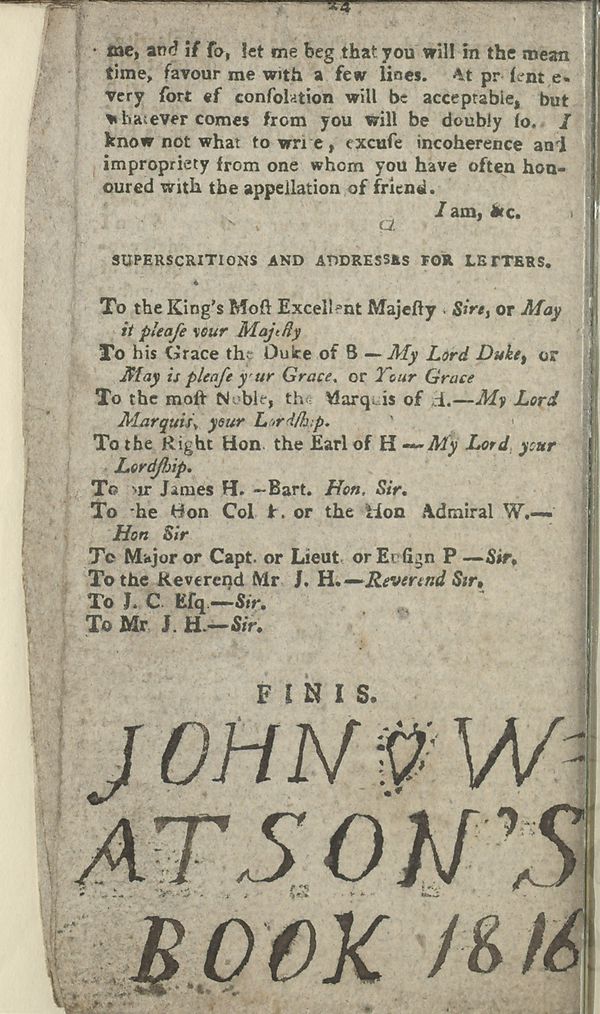 24
me, and if ſo, let me beg that you will in the mean
time, favour me with a few lines. At pr ſent e-
very ſort of conſolation will be acceptable, but
whatever comes from you will be doubly ſo. I
know not what to write, excuſe incoherence and
impropriety from one whom you have often hon-
oured with the appellation of friend.
I am, &c.
SUPERSCRITIONS AND ADDRESSES FOR LETTERS.
To the King's Moſt Excellent Majeſty . Sire, or May
it pleaſe your Majeſty
To his Grace the Duke of B — My Lord Duke, or
May is pleaſe your Grace. or Your Grace
To the moſt Noble, the Marquis of H.—My Lord
Marquis, your Lordſhip.
To the Right Hon. the Earl of H —My Lord, your
Lordſhip.
To Sir James H. —Bart. Hon. Sir.
To the Hon Col. or the Hon Admiral W.—
Hon Sir
To Major or Capt. or Lieut. or Enſign P —Sir.
To the Reverend Mr. J. H.—Reverend Sir.
To J. C. Eſq.—Sir.
To Mr. J. H.—Sir.
FINIS.
JOHN W=
ATSON'S
BOOK 1816